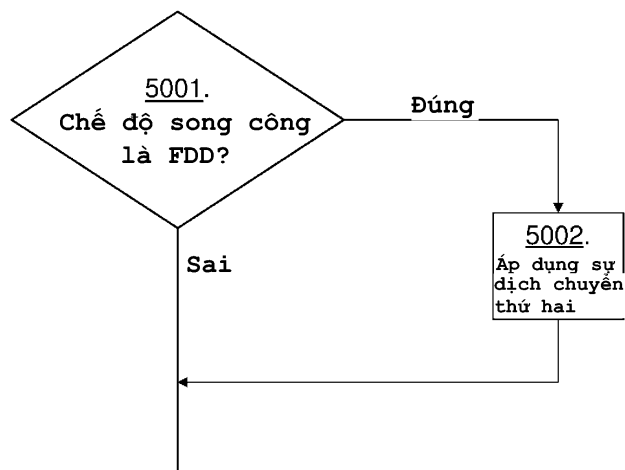 5001.
Chế độ song công
là FDD?
Đúng
Sai
5002.
Áp dụng sự
dịch chuyển
thứ hai